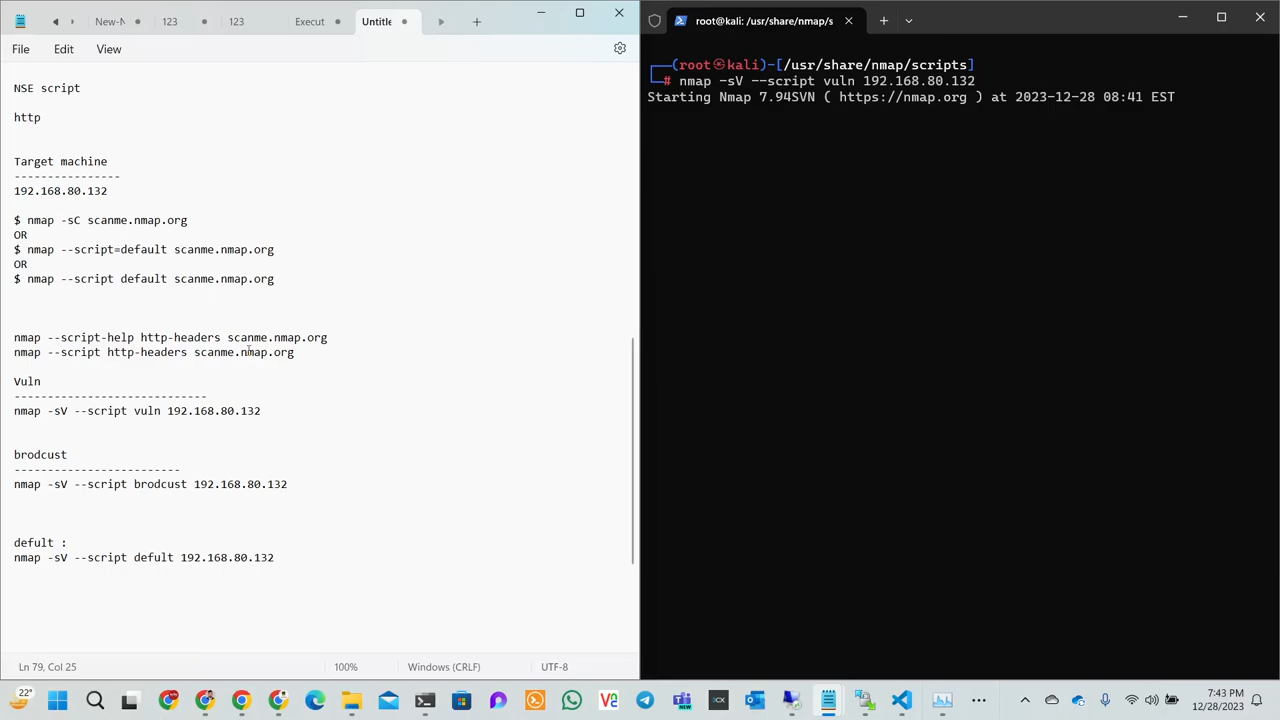 New-N
123
123
Execut
Untitle
File Edit View
NSE script
http
Target machine
----------------
192.168.80.132
$ nmap -sC scanme.nmap.org
OR
$ nmap --script=default scanme.nmap.org
OR
$ nmap --script default scanme.nmap.org
nmap --script-help http-headers scanme.nmap.org
nmap --script http-headers scanme.nmap.org
Vuln
-----------------------------
nmap -sV --script vuln 192.168.80.132
brodcust
-------------------------
nmap -sV --script brodcust 192.168.80.132
defult :
nmap -sV --script defult 192.168.80.132
Ln 79, Col 25 100% Windows (CRLF) UTF-8
root@kali: /usr/share/nmap/s
┌──(root㉿kali)-[/usr/share/nmap/scripts]
└─# nmap -sV --script vuln 192.168.80.132
Starting Nmap 7.94SVN ( https://nmap.org ) at 2023-12-28 08:41 EST
22°
7:43 PM
12/28/2023